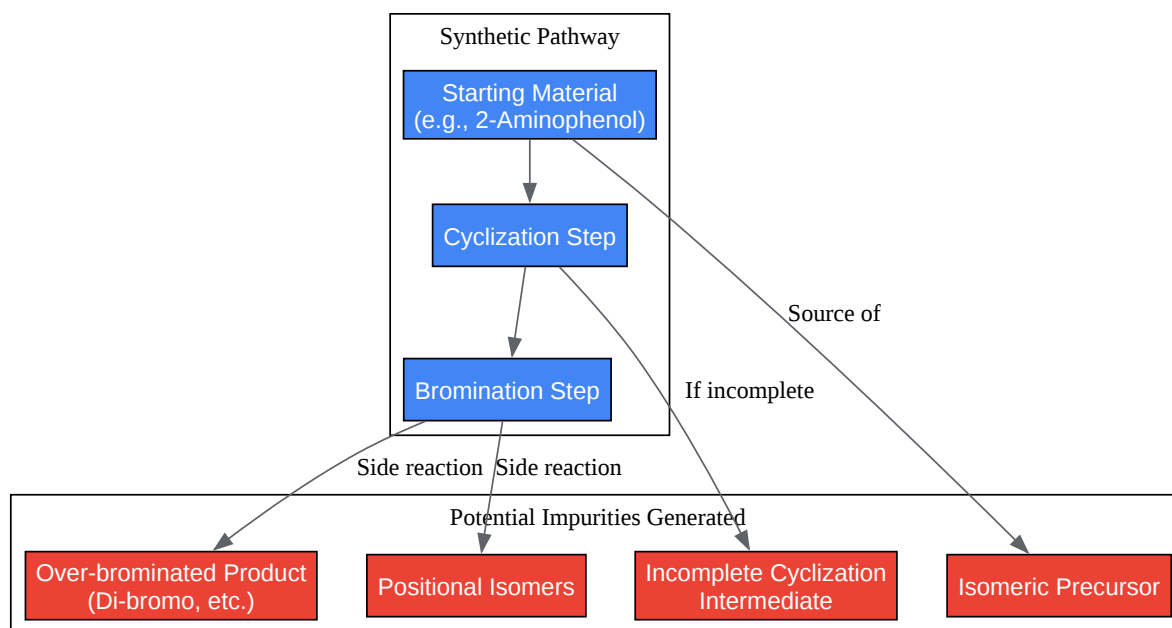 Synthetic Pathway
Starting Material
(e.g., 2-Aminophenol)
Cyclization Step
Source of
Bromination Step
If incomplete
Side reaction
Side reaction
Potential Impurities Generated
Over-brominated Product
(Di-bromo, etc.)
Positional Isomers
Incomplete Cyclization
Intermediate
Isomeric Precursor